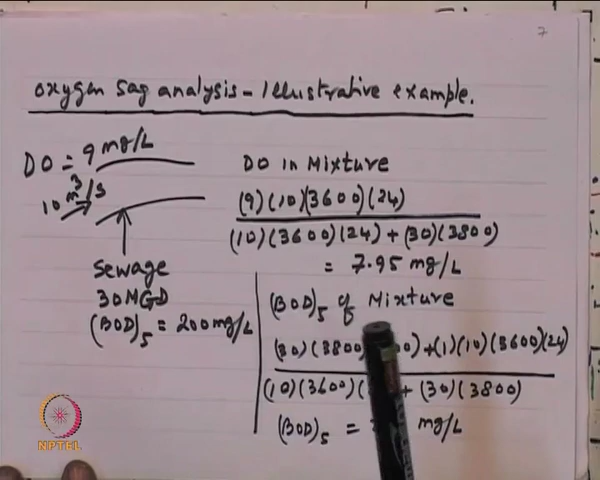 7
Oxygen sag analysis - Illustrative example.
DO = 9 mg/L
10 m³/s
Sewage
30 MGD
(BOD)₅ = 200 mg/L
DO in Mixture
(9)(10)(3600)(24)
(10)(3600)(24) + (30)(3800)
= 7.95 mg/L
(BOD)₅ of Mixture
(30)(3800) +(1)(10)(3600)(24)
(10)(3600)( + (30)(3800)
(BOD)₅ = mg/L
NPTEL